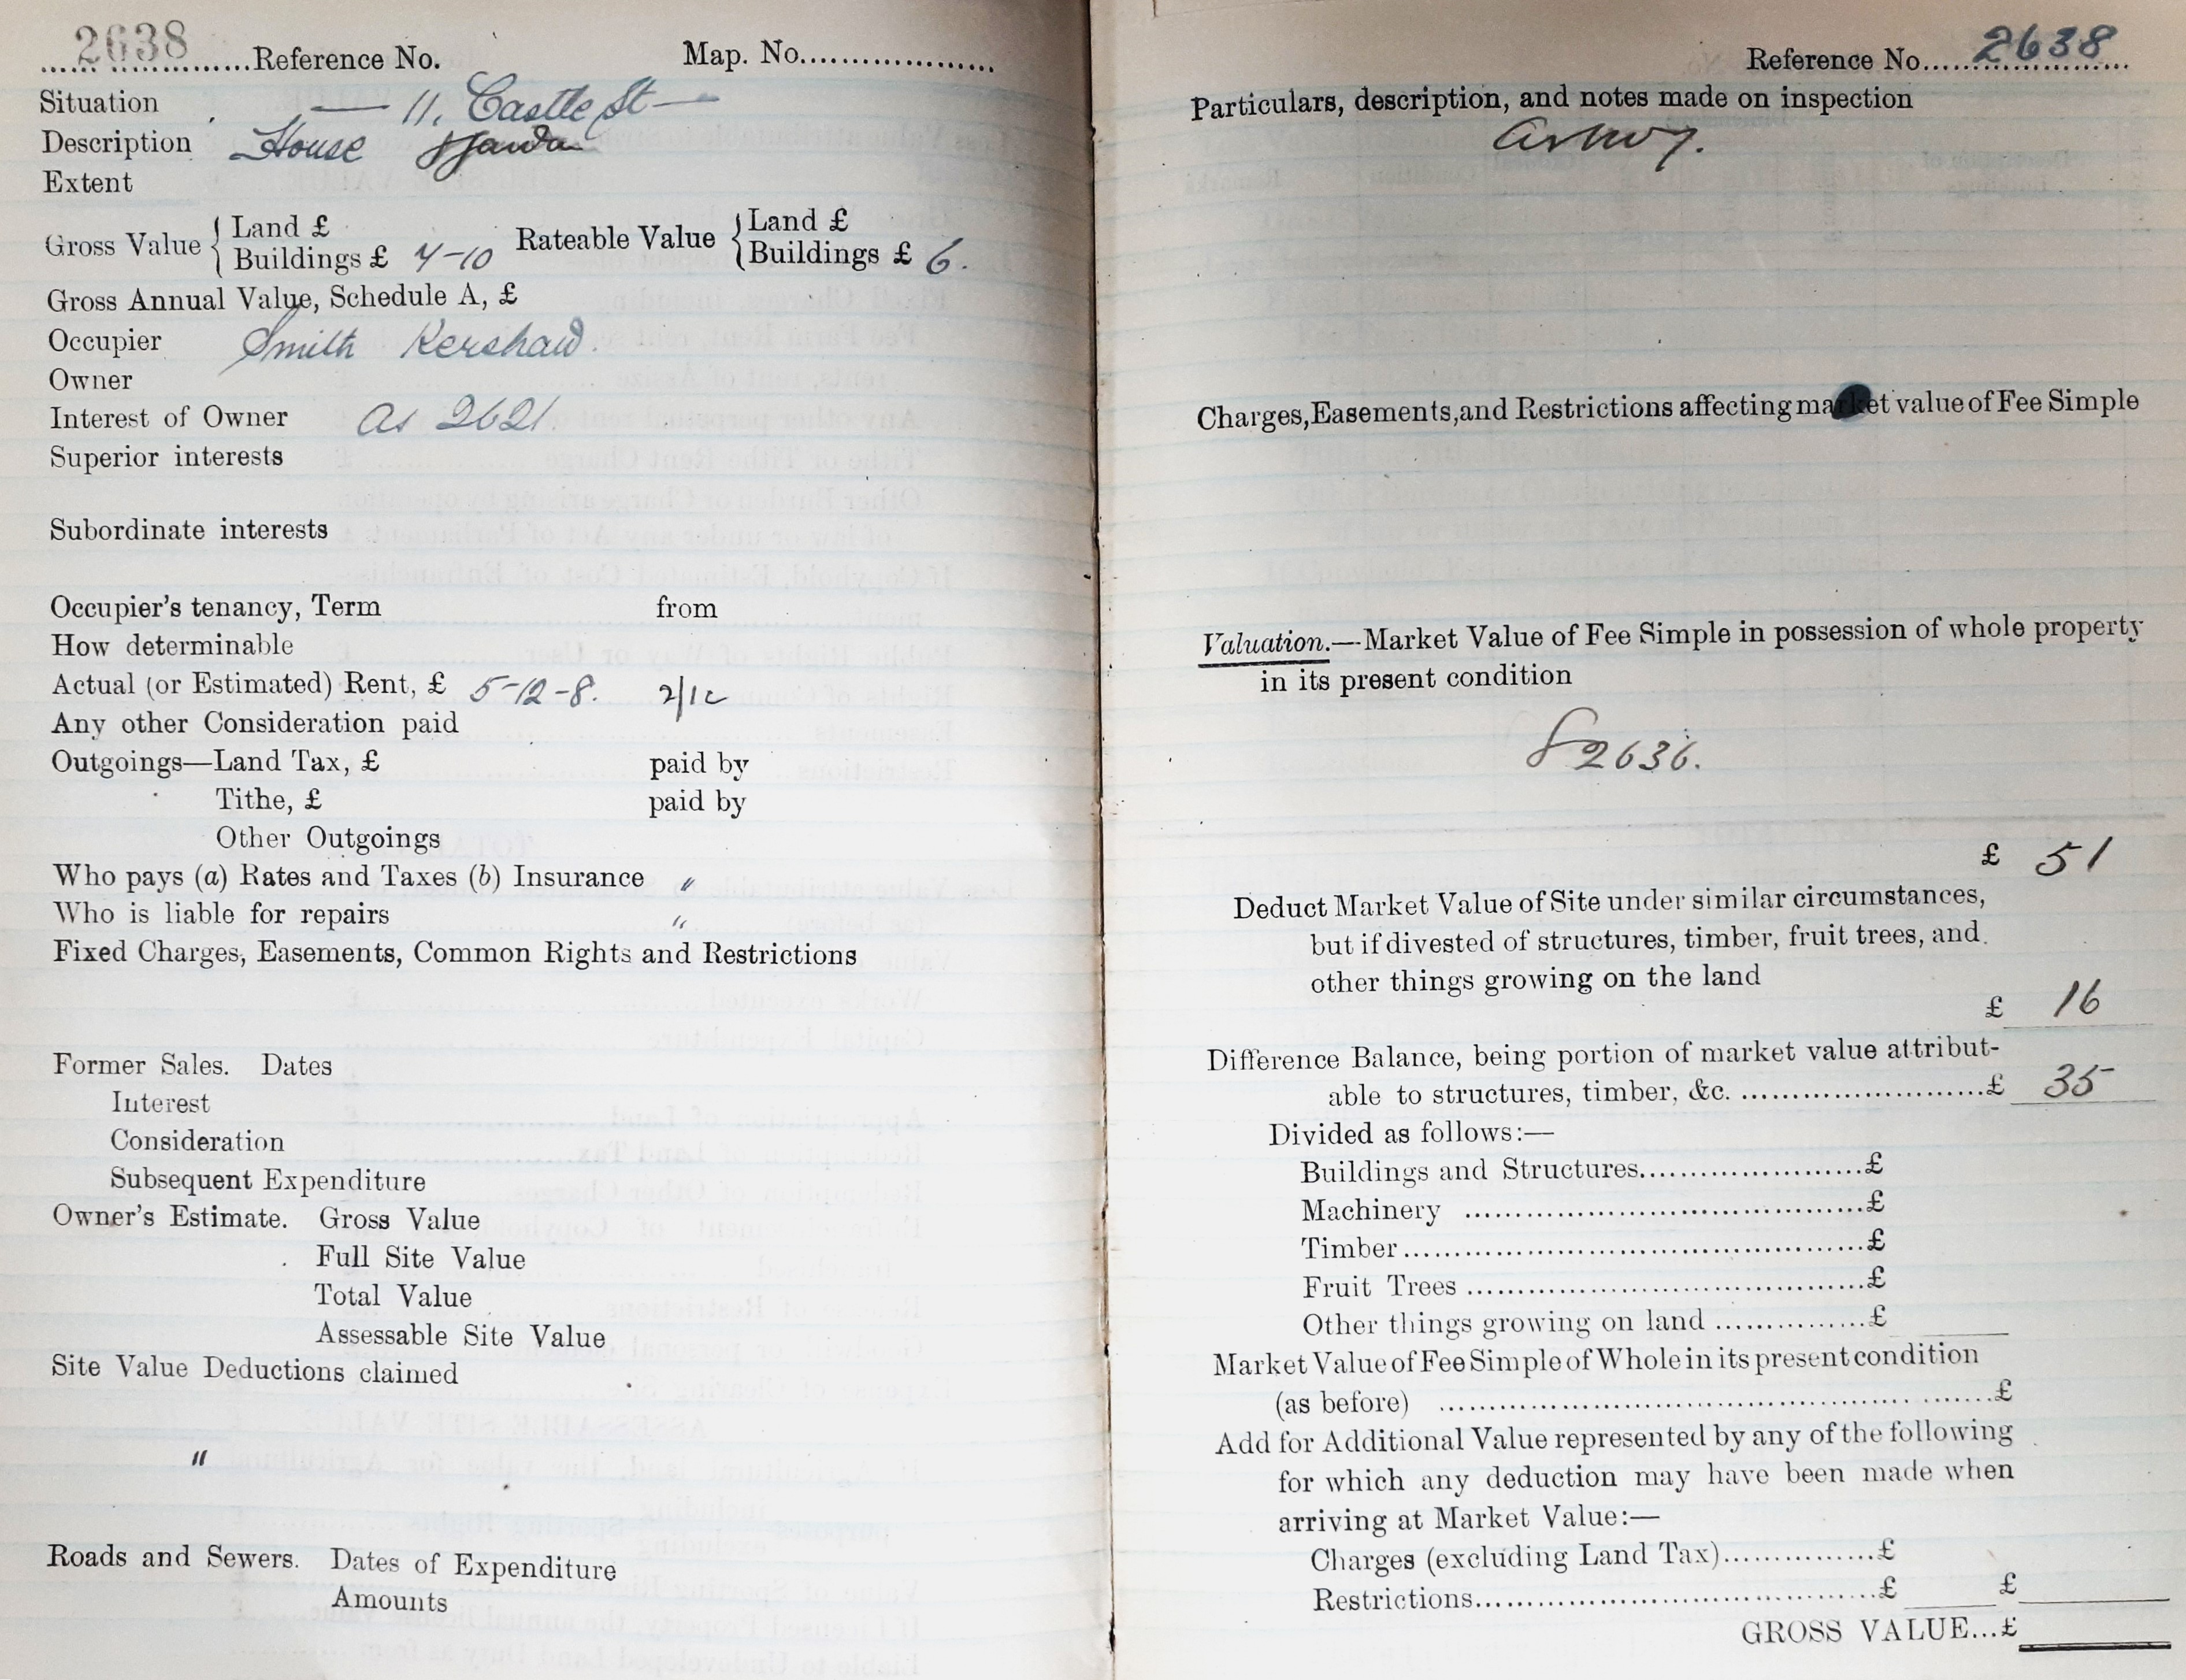 2638 Reference No. Map. No.
Situation — 11, Castle St —
Description House
Extent
Gross Value { Land £ Rateable Value { Land £
Buildings £ 7-10 Buildings £ 6.
Gross Annual Value, Schedule A, £
Occupier Smith Kershaw.
Owner
Interest of Owner As 2621.
Superior interests
Subordinate interests
Occupier's tenancy, Term from
How determinable
Actual (or Estimated) Rent, £ 5-12-8. 2/1
Any other Consideration paid
Outgoings—Land Tax, £ paid by
Tithe, £ paid by
Other Outgoings
Who pays (a) Rates and Taxes (b) Insurance "
Who is liable for repairs "
Fixed Charges, Easements, Common Rights and Restrictions
Former Sales. Dates
Interest
Consideration
Subsequent Expenditure
Owner's Estimate. Gross Value
Full Site Value
Total Value
Assessable Site Value
Site Value Deductions claimed
"
Roads and Sewers. Dates of Expenditure
Amounts
Reference No. 2638
Particulars, description, and notes made on inspection
Charges, Easements, and Restrictions affecting market value of Fee Simple
Valuation.—Market Value of Fee Simple in possession of whole property
in its present condition
2636.
£ 51
Deduct Market Value of Site under similar circumstances,
but if divested of structures, timber, fruit trees, and
other things growing on the land
£ 16
Difference Balance, being portion of market value attribut-
able to structures, timber, &c. ........................£ 35
Divided as follows:—
Buildings and Structures......................£
Machinery ......................................£
Timber............................................£
Fruit Trees ......................................£
Other things growing on land ...............£
Market Value of Fee Simple of Whole in its present condition
(as before) ......................................................£
Add for Additional Value represented by any of the following
for which any deduction may have been made when
arriving at Market Value:—
Charges (excluding Land Tax)...............£
Restrictions......................................£ £
GROSS VALUE...£